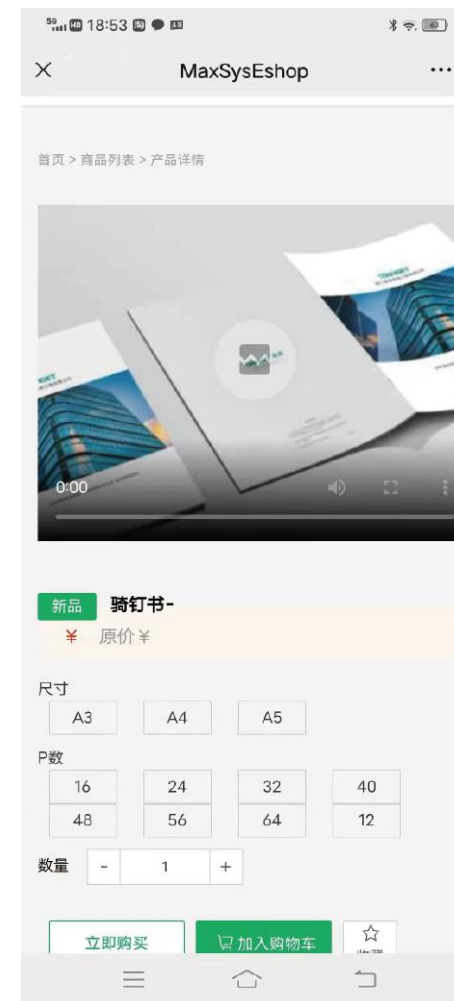 18:53
MaxSysEshop
首页 > 商品列表 > 产品详情
0:00
新品 骑钉书-
¥ 原价¥
尺寸
A3 A4 A5
P数
16 24 32 40
48 56 64 12
数量 - 1 +
立即购买 加入购物车